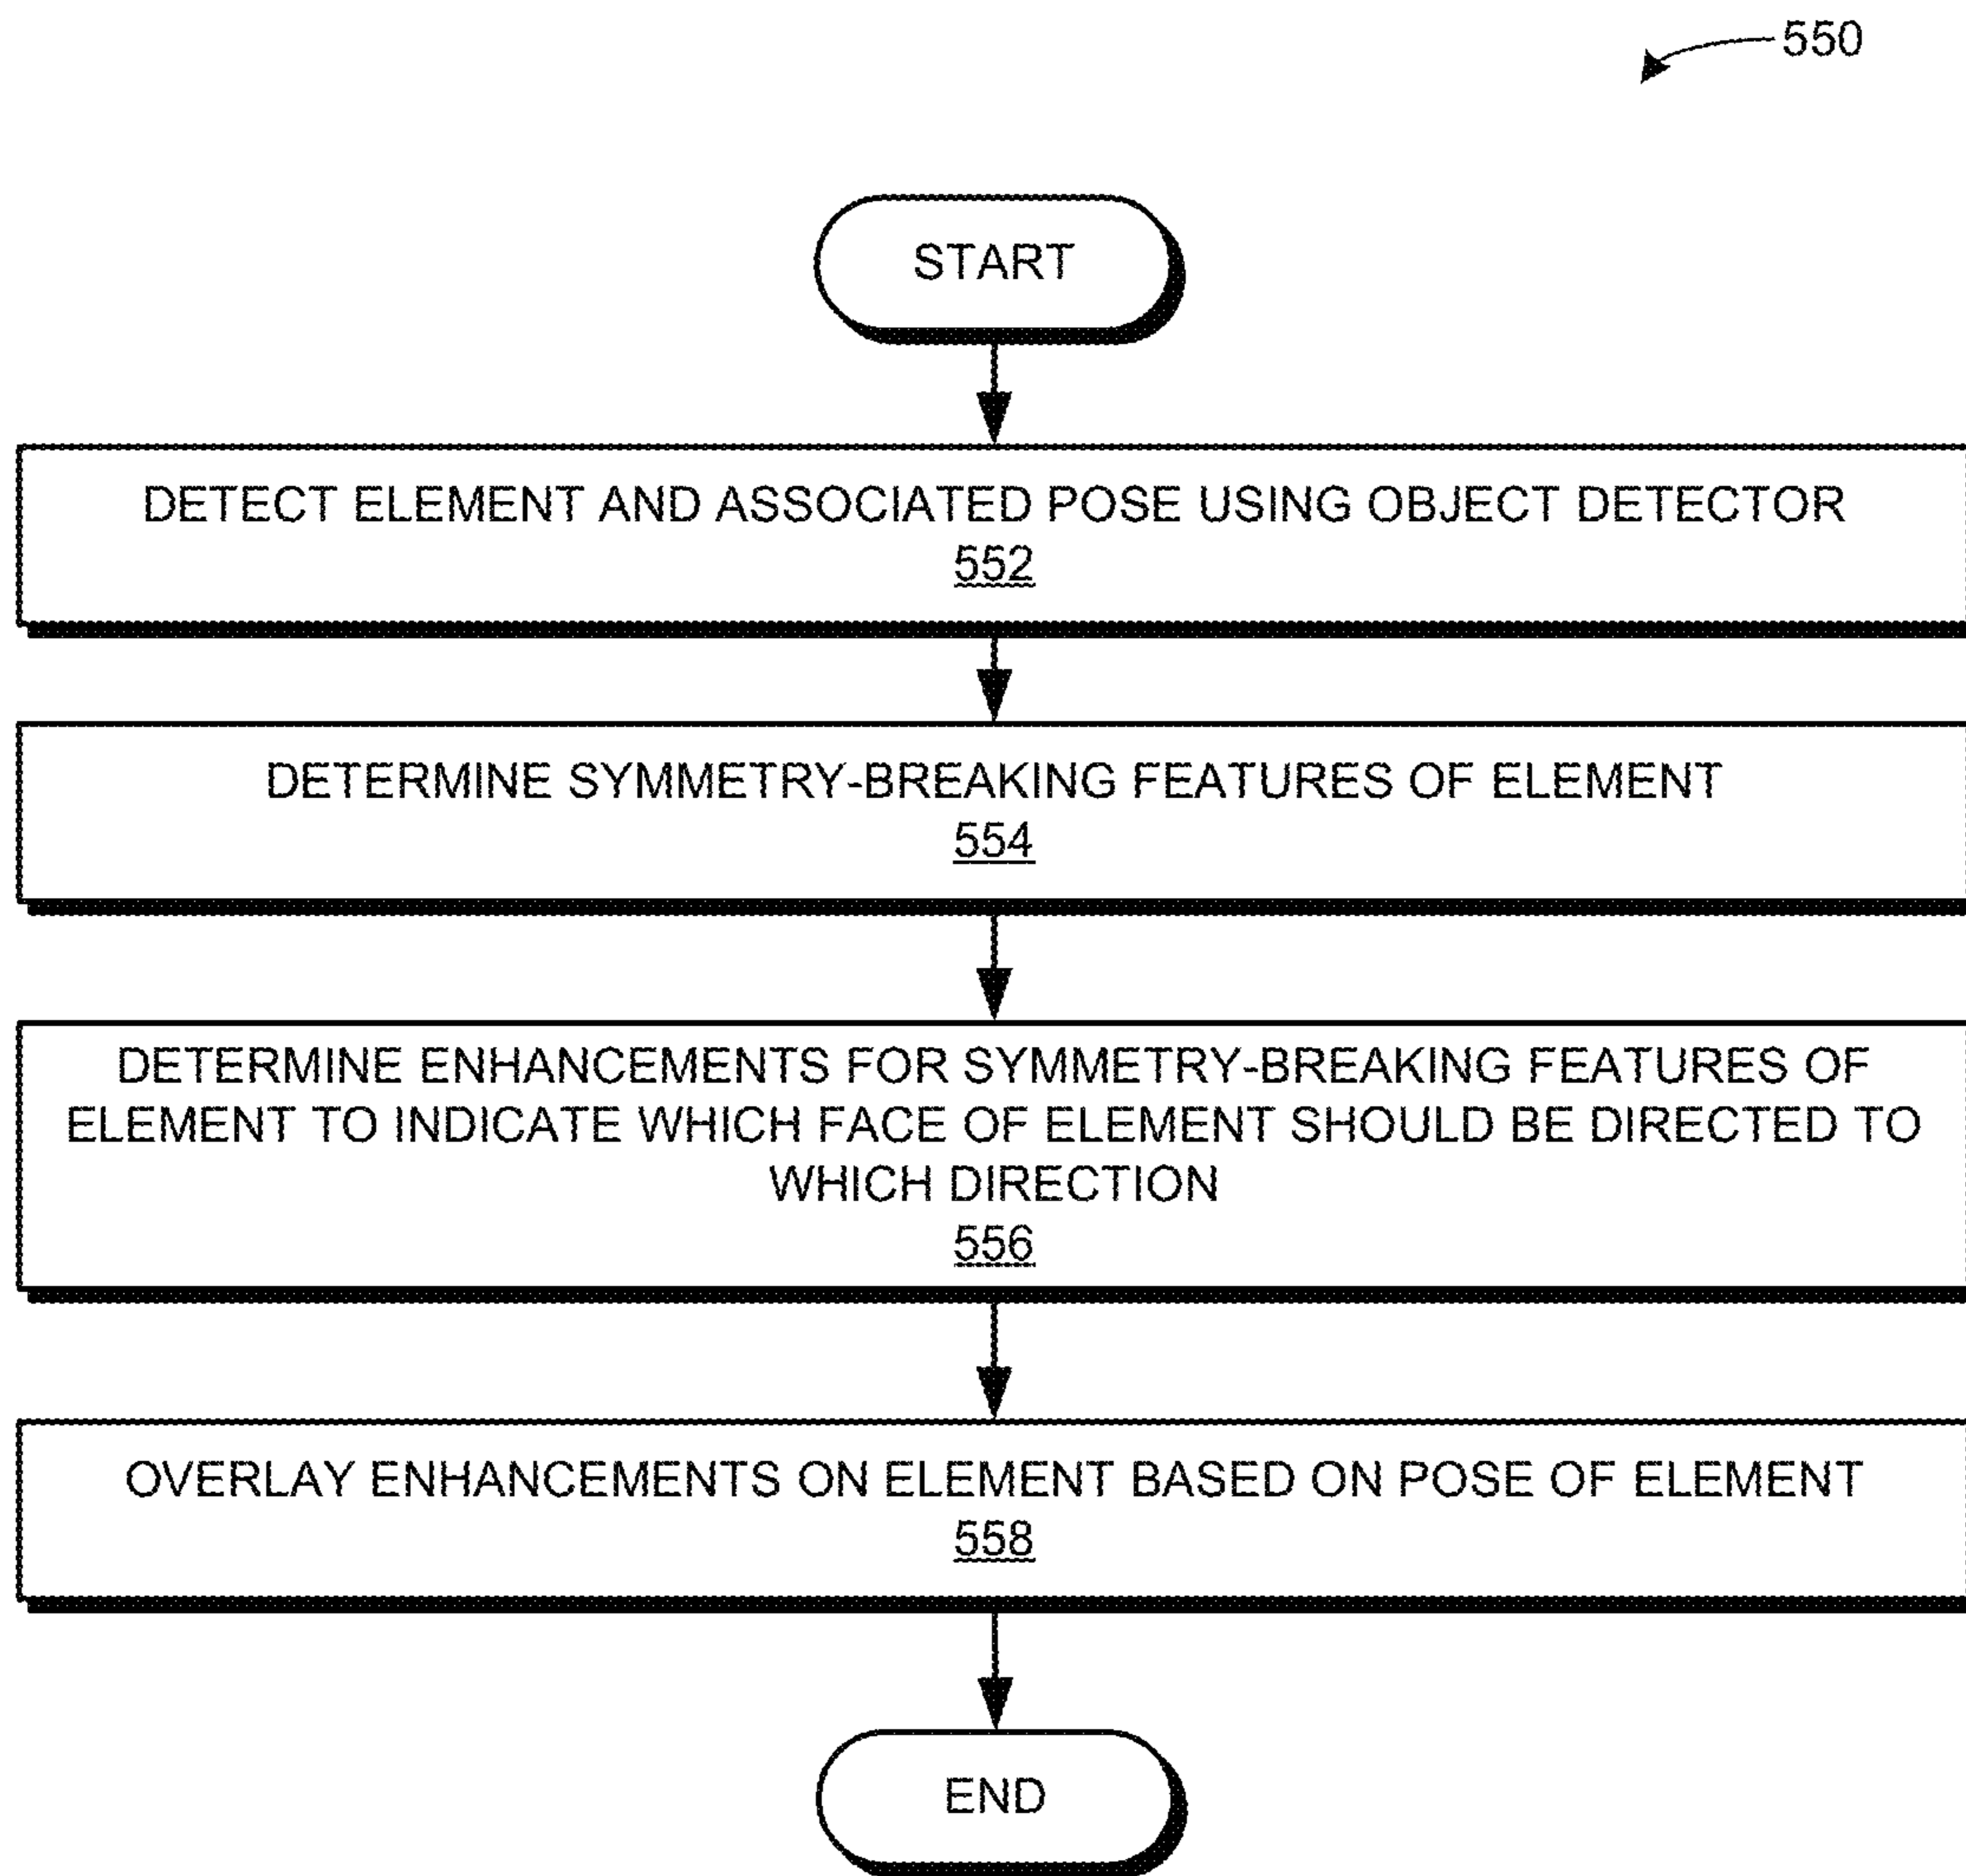 550
START
DETECT ELEMENT AND ASSOCIATED POSE USING OBJECT DETECTOR
552
DETERMINE SYMMETRY-BREAKING FEATURES OF ELEMENT
554
DETERMINE ENHANCEMENTS FOR SYMMETRY-BREAKING FEATURES OF
ELEMENT TO INDICATE WHICH FACE OF ELEMENT SHOULD BE DIRECTED TO
WHICH DIRECTION
556
OVERLAY ENHANCEMENTS ON ELEMENT BASED ON POSE OF ELEMENT
558
END